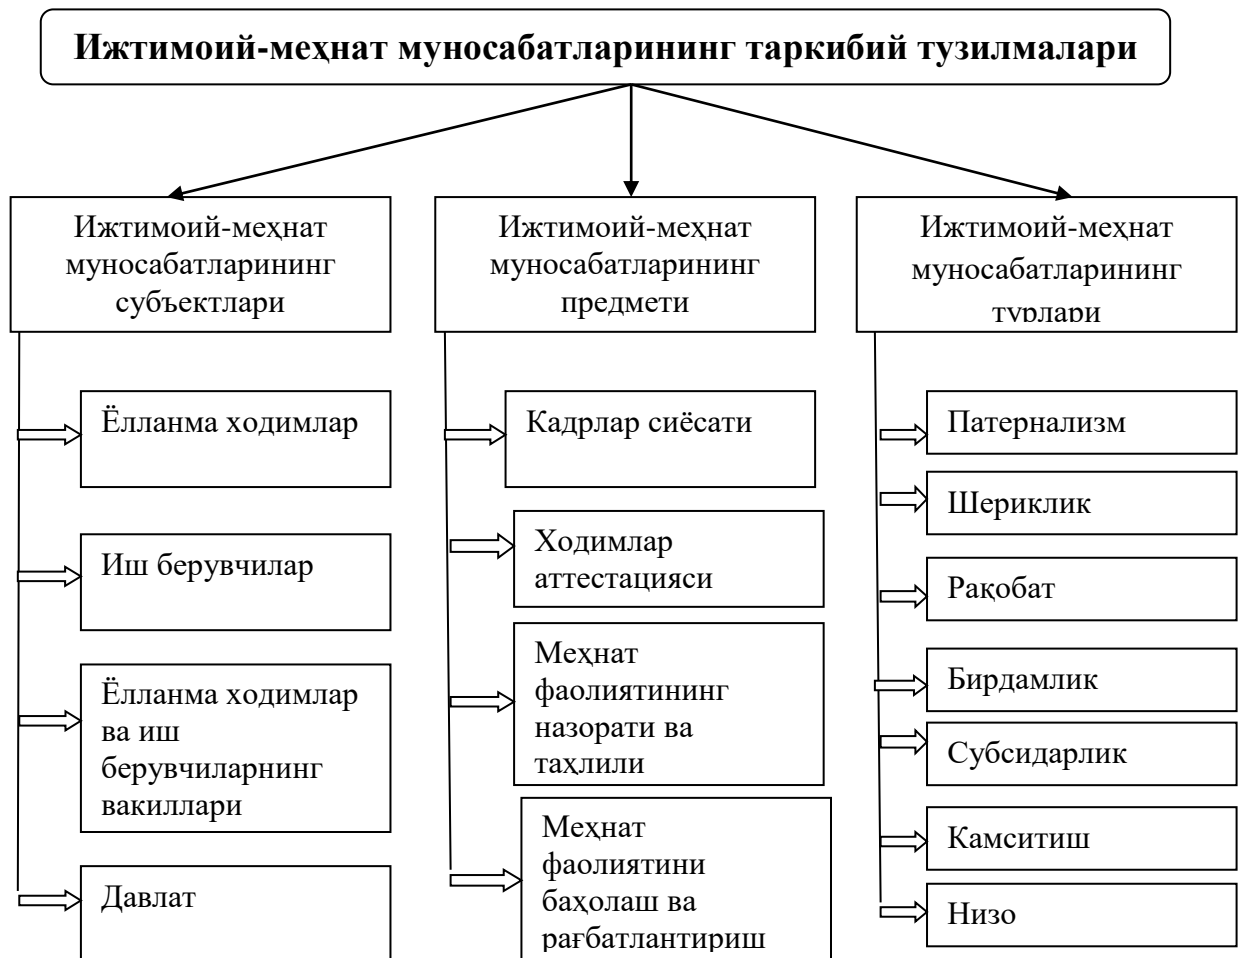 Ижтимоий-меҳнат муносабатларининг таркибий тузилмалари
Ижтимоий-меҳнат
муносабатларининг
субъектлари
Ёлланма ходимлар
Иш берувчилар
Ёлланма ходимлар
ва иш
берувчиларнинг
вакиллари
Давлат
Ижтимоий-меҳнат
муносабатларининг
предмети
Кадрлар сиёсати
Ходимлар
аттестацияси
Меҳнат
фаолиятининг
назорати ва
таҳлили
Меҳнат
фаолиятини
баҳолаш ва
рағбатлантириш
Ижтимоий-меҳнат
муносабатларининг
турлари
Патернализм
Шериклик
Рақобат
Бирдамлик
Субсидарлик
Камситиш
Низо